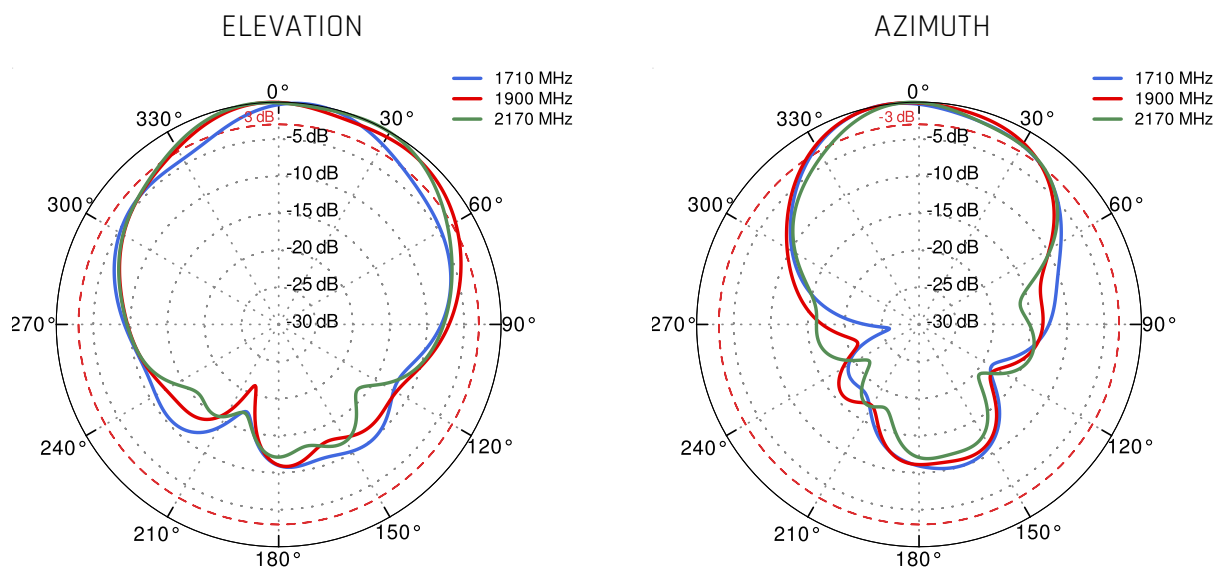 ELEVATION
1710 MHz
1900 MHz
2170 MHz
0°
3 dB
330°
30°
-5 dB
-10 dB
300°
60°
-15 dB
-20 dB
-25 dB
270°
-30 dB
90°
240°
120°
210°
150°
180°
AZIMUTH
1710 MHz
1900 MHz
2170 MHz
0°
-3 dB
330°
30°
-5 dB
-10 dB
300°
60°
-15 dB
-20 dB
-25 dB
270°
-30 dB
90°
240°
120°
210°
150°
180°